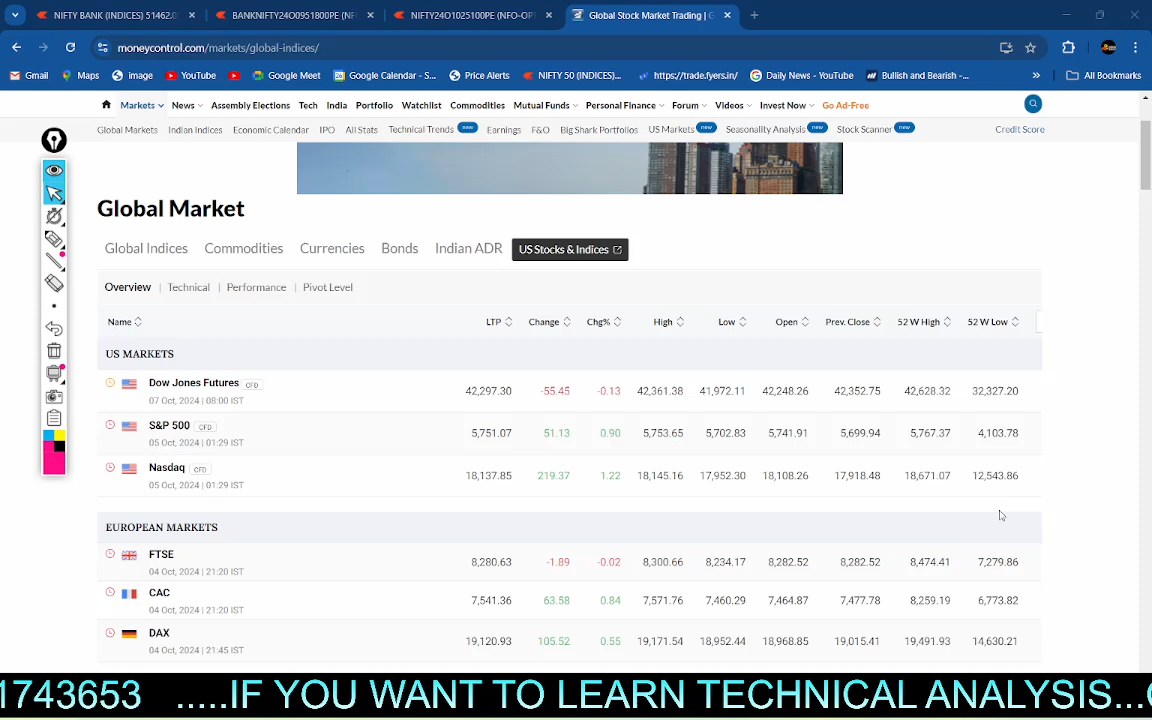 NIFTY BANK (INDICES) 51462.0
BANKNIFTY24O0951800PE (NF
NIFTY24O1025100PE (NFO-OP
Global Stock Market Trading | G
moneycontrol.com/markets/global-indices/
Gmail Maps image YouTube Google Meet Google Calendar - S... Price Alerts NIFTY 50 (INDICES)... https://trade.fyers.in/ Daily News - YouTube Bullish and Bearish -... » All Bookmarks
Markets News Assembly Elections Tech India Portfolio Watchlist Commodities Mutual Funds Personal Finance Forum Videos Invest Now Go Ad-Free
Global Markets Indian Indices Economic Calendar IPO All Stats Technical Trends new Earnings F&O Big Shark Portfolios US Markets new Seasonality Analysis new Stock Scanner new Credit Score
Global Market
Global Indices Commodities Currencies Bonds Indian ADR US Stocks & Indices
Overview | Technical | Performance | Pivot Level
Name LTP Change Chg% High Low Open Prev. Close 52 W High 52 W Low
US MARKETS
Dow Jones Futures CFD 42,297.30 -55.45 -0.13 42,361.38 41,972.11 42,248.26 42,352.75 42,628.32 32,327.20
07 Oct, 2024 | 08:00 IST
S&P 500 CFD 5,751.07 51.13 0.90 5,753.65 5,702.83 5,741.91 5,699.94 5,767.37 4,103.78
05 Oct, 2024 | 01:29 IST
Nasdaq CFD 18,137.85 219.37 1.22 18,145.16 17,952.30 18,108.26 17,918.48 18,671.07 12,543.86
05 Oct, 2024 | 01:29 IST
EUROPEAN MARKETS
FTSE 8,280.63 -1.89 -0.02 8,300.66 8,234.17 8,282.52 8,282.52 8,474.41 7,279.86
04 Oct, 2024 | 21:20 IST
CAC 7,541.36 63.58 0.84 7,571.76 7,460.29 7,464.87 7,477.78 8,259.19 6,773.82
04 Oct, 2024 | 21:20 IST
DAX 19,120.93 105.52 0.55 19,171.54 18,952.44 18,968.85 19,015.41 19,491.93 14,630.21
04 Oct, 2024 | 21:45 IST
1743653 .....IF YOU WANT TO LEARN TECHNICAL ANALYSIS...